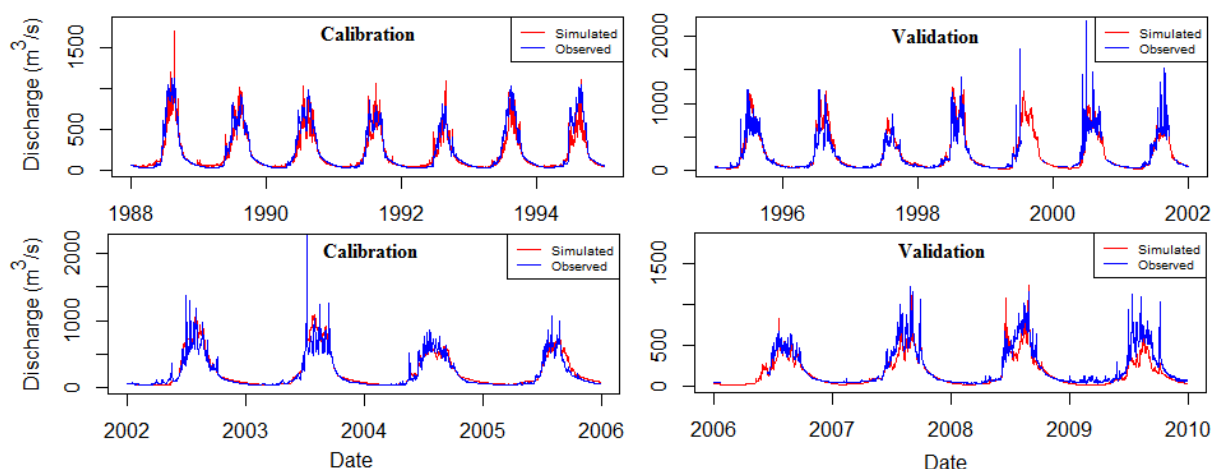 Discharge (m³/s)
1500
500
0
Calibration
Simulated
Observed
1988
1990
1992
1994
2000
1000
0
Validation
Simulated
Observed
1996
1998
2000
2002
Discharge (m³/s)
2000
1000
0
Calibration
Simulated
Observed
2002
2003
2004
2005
2006
Date
1500
500
0
Validation
Simulated
Observed
2006
2007
2008
2009
2010
Date